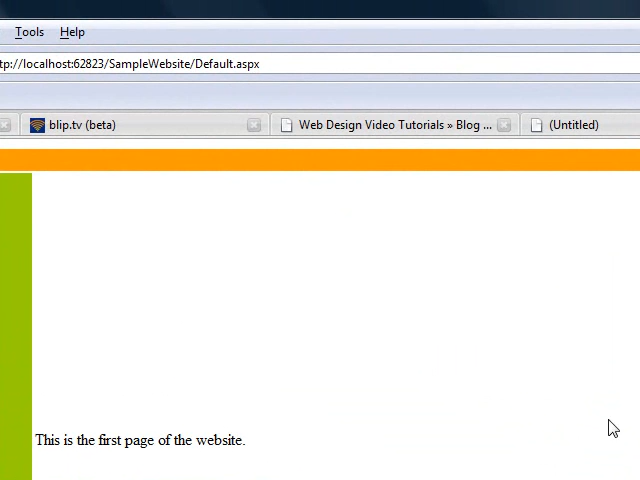 Tools Help
tp://localhost:62823/SampleWebsite/Default.aspx
blip.tv (beta) Web Design Video Tutorials » Blog ... (Untitled)
This is the first page of the website.